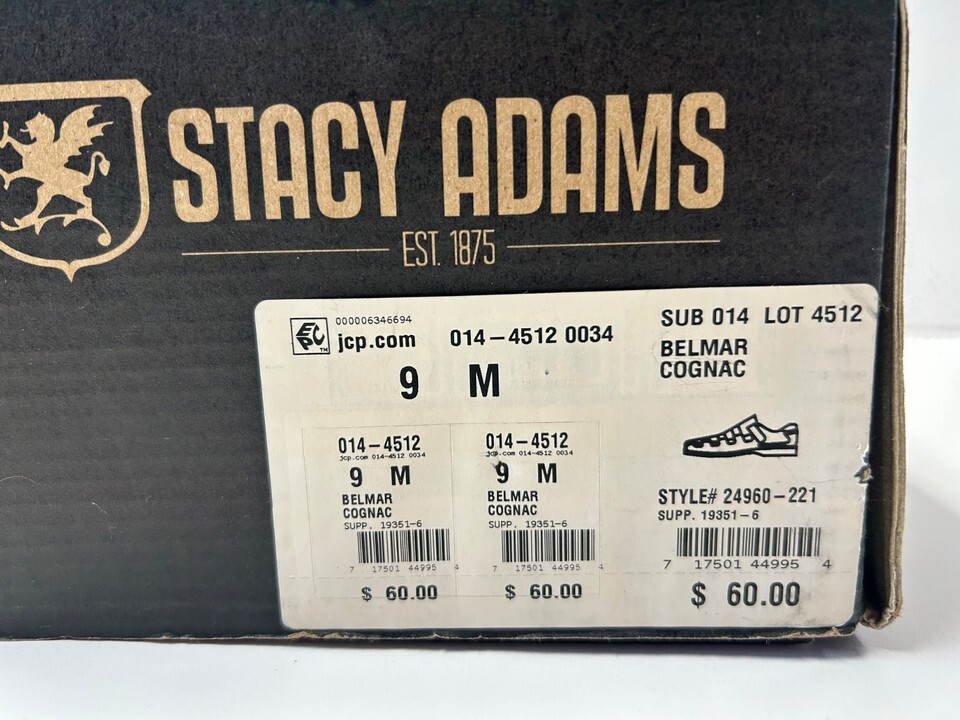 STACY ADAMS
EST. 1875
EPC™
000006346694
jcp.com
014-4512 0034
9 M
SUB 014 LOT 4512
BELMAR
COGNAC
014-4512
jcp.com 014-4512 0034
9 M
BELMAR
COGNAC
SUPP. 19351-6
7 17501 44995 4
$ 60.00
014-4512
jcp.com 014-4512 0034
9 M
BELMAR
COGNAC
SUPP. 19351-6
7 17501 44995 4
$ 60.00
STYLE# 24960-221
SUPP. 19351-6
7 17501 44995 4
$ 60.00